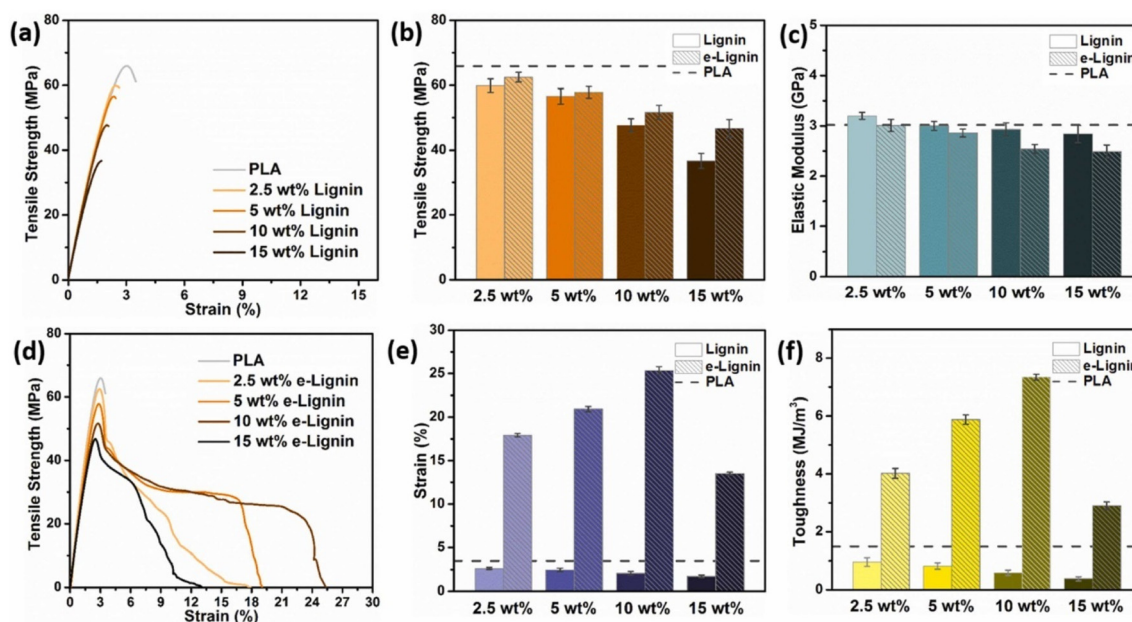 (a)
Tensile Strength (MPa)
80
60
40
20
0
PLA
2.5 wt% Lignin
5 wt% Lignin
10 wt% Lignin
15 wt% Lignin
0 3 6 9 12 15
Strain (%)
(b)
Tensile Strength (MPa)
80
60
40
20
0
Lignin
e-Lignin
PLA
2.5 wt% 5 wt% 10 wt% 15 wt%
(c)
Elastic Modulus (GPa)
5
4
3
2
1
0
Lignin
e-Lignin
PLA
2.5 wt% 5 wt% 10 wt% 15 wt%
(d)
Tensile Strength (MPa)
80
60
40
20
0
PLA
2.5 wt% e-Lignin
5 wt% e-Lignin
10 wt% e-Lignin
15 wt% e-Lignin
0 3 6 9 12 15 18 21 24 27 30
Strain (%)
(e)
Strain (%)
30
25
20
15
10
5
0
Lignin
e-Lignin
PLA
2.5 wt% 5 wt% 10 wt% 15 wt%
(f)
Toughness (MJ/m³)
8
6
4
2
0
Lignin
e-Lignin
PLA
2.5 wt% 5 wt% 10 wt% 15 wt%